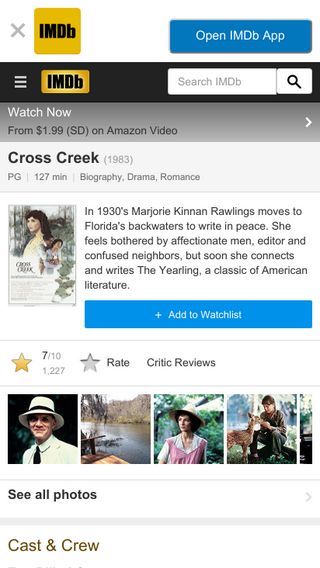 IMDb
Open IMDb App
IMDb
Search IMDb
Watch Now
From $1.99 (SD) on Amazon Video
Cross Creek (1983)
PG | 127 min | Biography, Drama, Romance
CROSS CREEK
In 1930's Marjorie Kinnan Rawlings moves to
Florida's backwaters to write in peace. She
feels bothered by affectionate men, editor and
confused neighbors, but soon she connects
and writes The Yearling, a classic of American
literature.
+ Add to Watchlist
7/10
1,227
Rate
Critic Reviews
See all photos
Cast & Crew